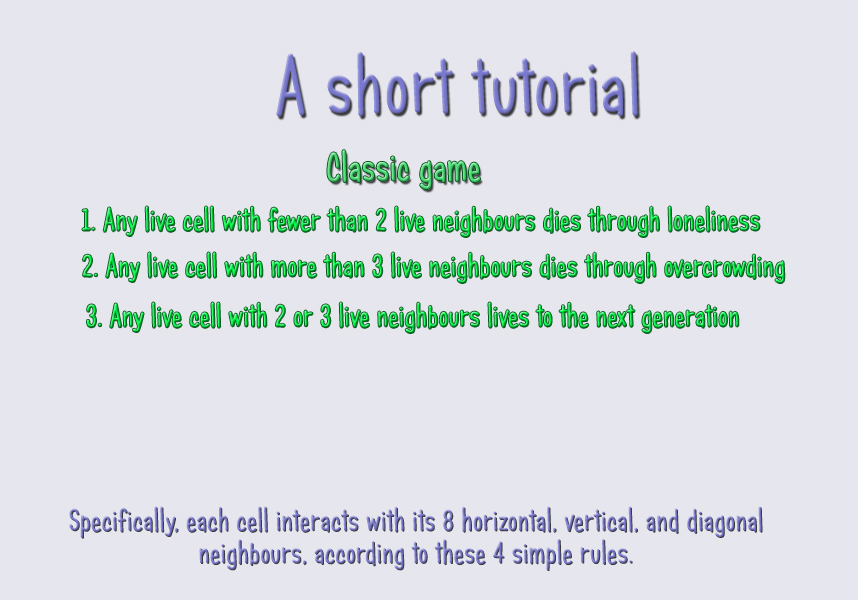 A short tutorial
Classic game
1. Any live cell with fewer than 2 live neighbours dies through loneliness
2. Any live cell with more than 3 live neighbours dies through overcrowding
3. Any live cell with 2 or 3 live neighbours lives to the next generation
Specifically, each cell interacts with its 8 horizontal, vertical, and diagonal
neighbours, according to these 4 simple rules.